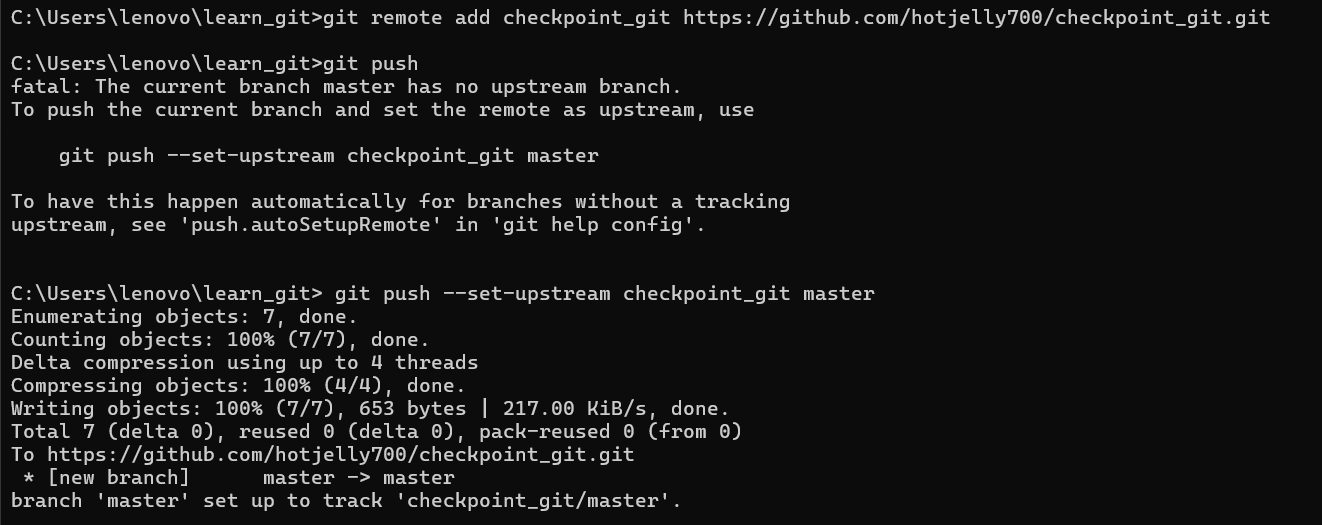 C:\Users\lenovo\learn_git>git remote add checkpoint_git https://github.com/hotjelly700/checkpoint_git.git
C:\Users\lenovo\learn_git>git push
fatal: The current branch master has no upstream branch.
To push the current branch and set the remote as upstream, use
git push --set-upstream checkpoint_git master
To have this happen automatically for branches without a tracking
upstream, see 'push.autoSetupRemote' in 'git help config'.
C:\Users\lenovo\learn_git> git push --set-upstream checkpoint_git master
Enumerating objects: 7, done.
Counting objects: 100% (7/7), done.
Delta compression using up to 4 threads
Compressing objects: 100% (4/4), done.
Writing objects: 100% (7/7), 653 bytes | 217.00 KiB/s, done.
Total 7 (delta 0), reused 0 (delta 0), pack-reused 0 (from 0)
To https://github.com/hotjelly700/checkpoint_git.git
* [new branch]      master -> master
branch 'master' set up to track 'checkpoint_git/master'.